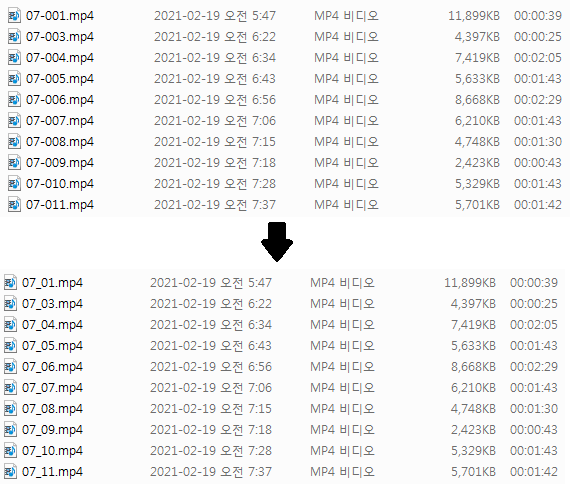 07-001.mp4 2021-02-19 오전 5:47 MP4 비디오 11,899KB 00:00:39
07-003.mp4 2021-02-19 오전 6:22 MP4 비디오 4,397KB 00:00:25
07-004.mp4 2021-02-19 오전 6:34 MP4 비디오 7,419KB 00:02:05
07-005.mp4 2021-02-19 오전 6:43 MP4 비디오 5,633KB 00:01:43
07-006.mp4 2021-02-19 오전 6:56 MP4 비디오 8,668KB 00:02:29
07-007.mp4 2021-02-19 오전 7:06 MP4 비디오 6,210KB 00:01:43
07-008.mp4 2021-02-19 오전 7:15 MP4 비디오 4,748KB 00:01:30
07-009.mp4 2021-02-19 오전 7:18 MP4 비디오 2,423KB 00:00:43
07-010.mp4 2021-02-19 오전 7:28 MP4 비디오 5,329KB 00:01:43
07-011.mp4 2021-02-19 오전 7:37 MP4 비디오 5,701KB 00:01:42
07_01.mp4 2021-02-19 오전 5:47 MP4 비디오 11,899KB 00:00:39
07_03.mp4 2021-02-19 오전 6:22 MP4 비디오 4,397KB 00:00:25
07_04.mp4 2021-02-19 오전 6:34 MP4 비디오 7,419KB 00:02:05
07_05.mp4 2021-02-19 오전 6:43 MP4 비디오 5,633KB 00:01:43
07_06.mp4 2021-02-19 오전 6:56 MP4 비디오 8,668KB 00:02:29
07_07.mp4 2021-02-19 오전 7:06 MP4 비디오 6,210KB 00:01:43
07_08.mp4 2021-02-19 오전 7:15 MP4 비디오 4,748KB 00:01:30
07_09.mp4 2021-02-19 오전 7:18 MP4 비디오 2,423KB 00:00:43
07_10.mp4 2021-02-19 오전 7:28 MP4 비디오 5,329KB 00:01:43
07_11.mp4 2021-02-19 오전 7:37 MP4 비디오 5,701KB 00:01:42